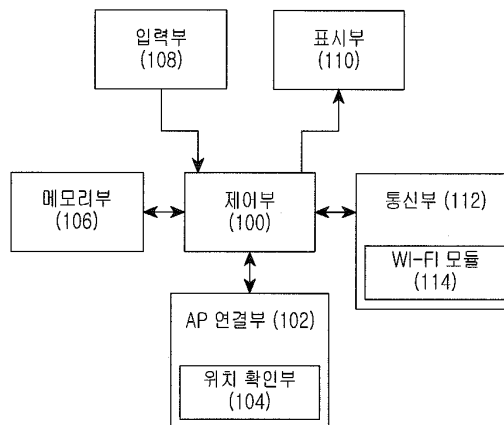 입력부
(108)
표시부
(110)
메모리부
(106)
제어부
(100)
통신부 (112)
WI-FI 모듈
(114)
AP 연결부 (102)
위치 확인부
(104)